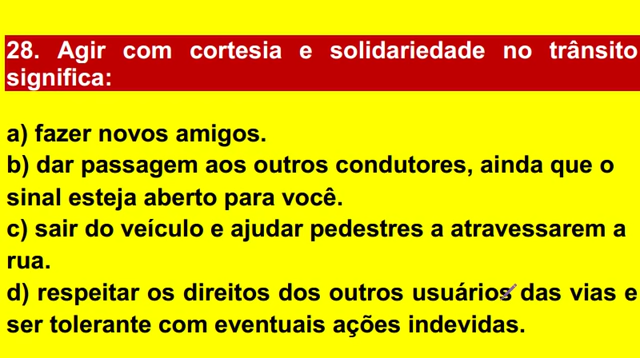 28. Agir com cortesia e solidariedade no trânsito
significa:
a) fazer novos amigos.
b) dar passagem aos outros condutores, ainda que o
sinal esteja aberto para você.
c) sair do veículo e ajudar pedestres a atravessarem a
rua.
d) respeitar os direitos dos outros usuários das vias e
ser tolerante com eventuais ações indevidas.